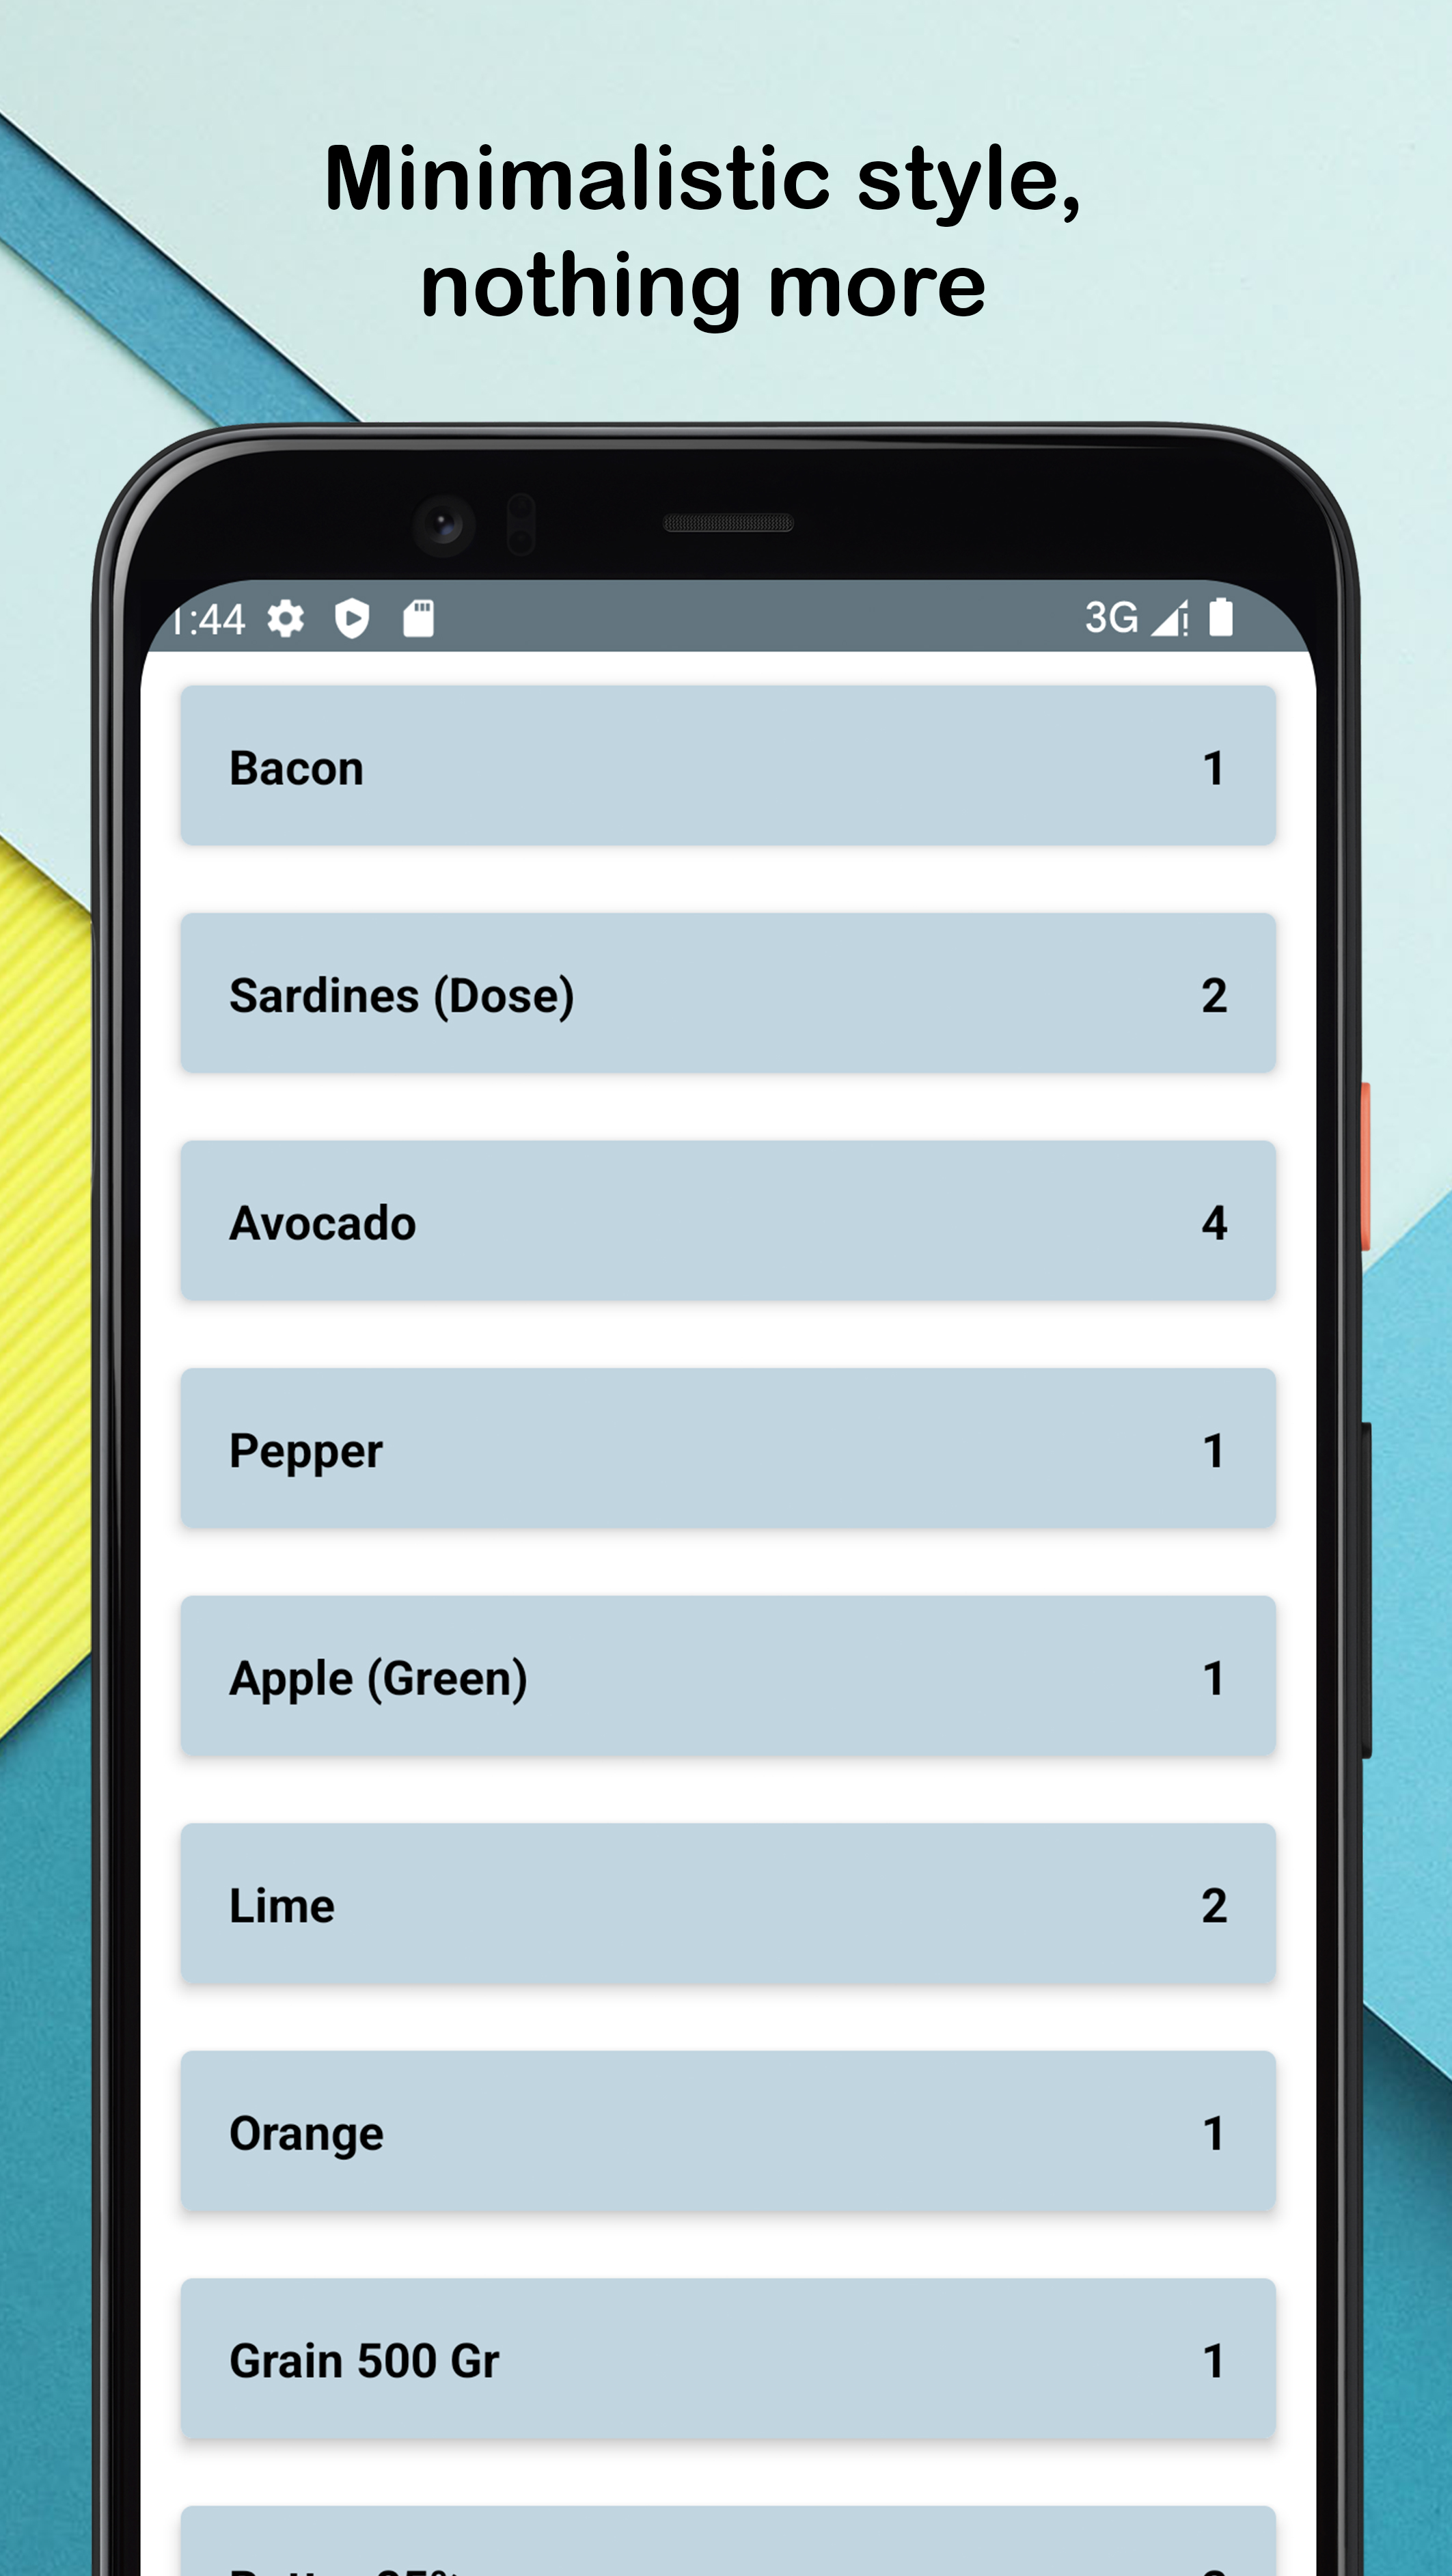 Minimalistic style,
nothing more
1:44
3G
Bacon 1
Sardines (Dose) 2
Avocado 4
Pepper 1
Apple (Green) 1
Lime 2
Orange 1
Grain 500 Gr 1